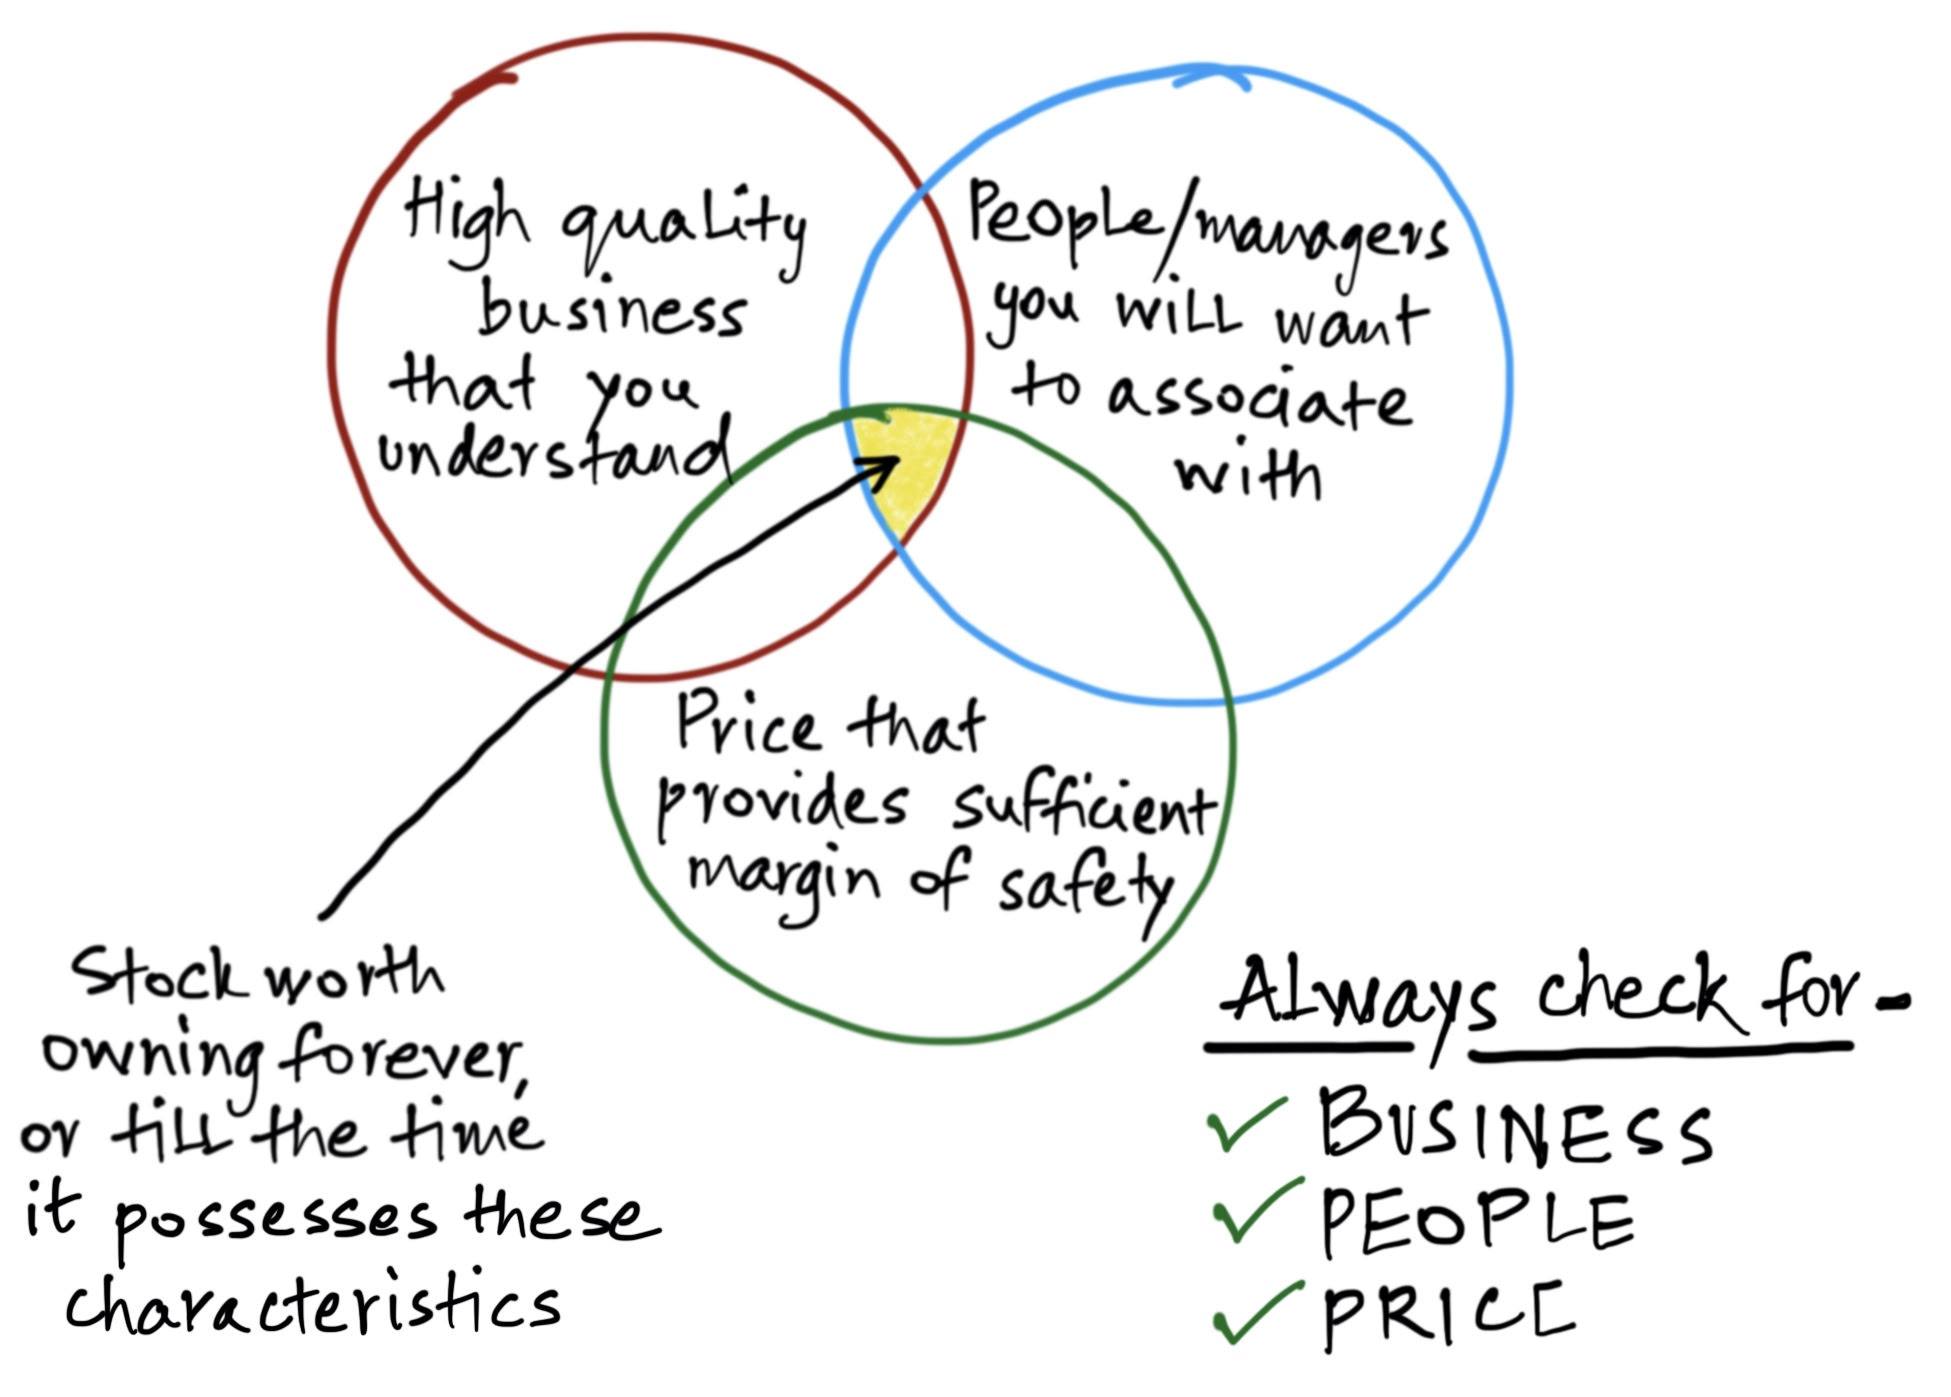 High quality
business
that you
understand
People/managers
you will want
to associate
with
Price that
provides sufficient
margin of safety
Stock worth
owning forever,
or till the time
it possesses these
characteristics
Always check for-
BUSINESS
PEOPLE
PRICE